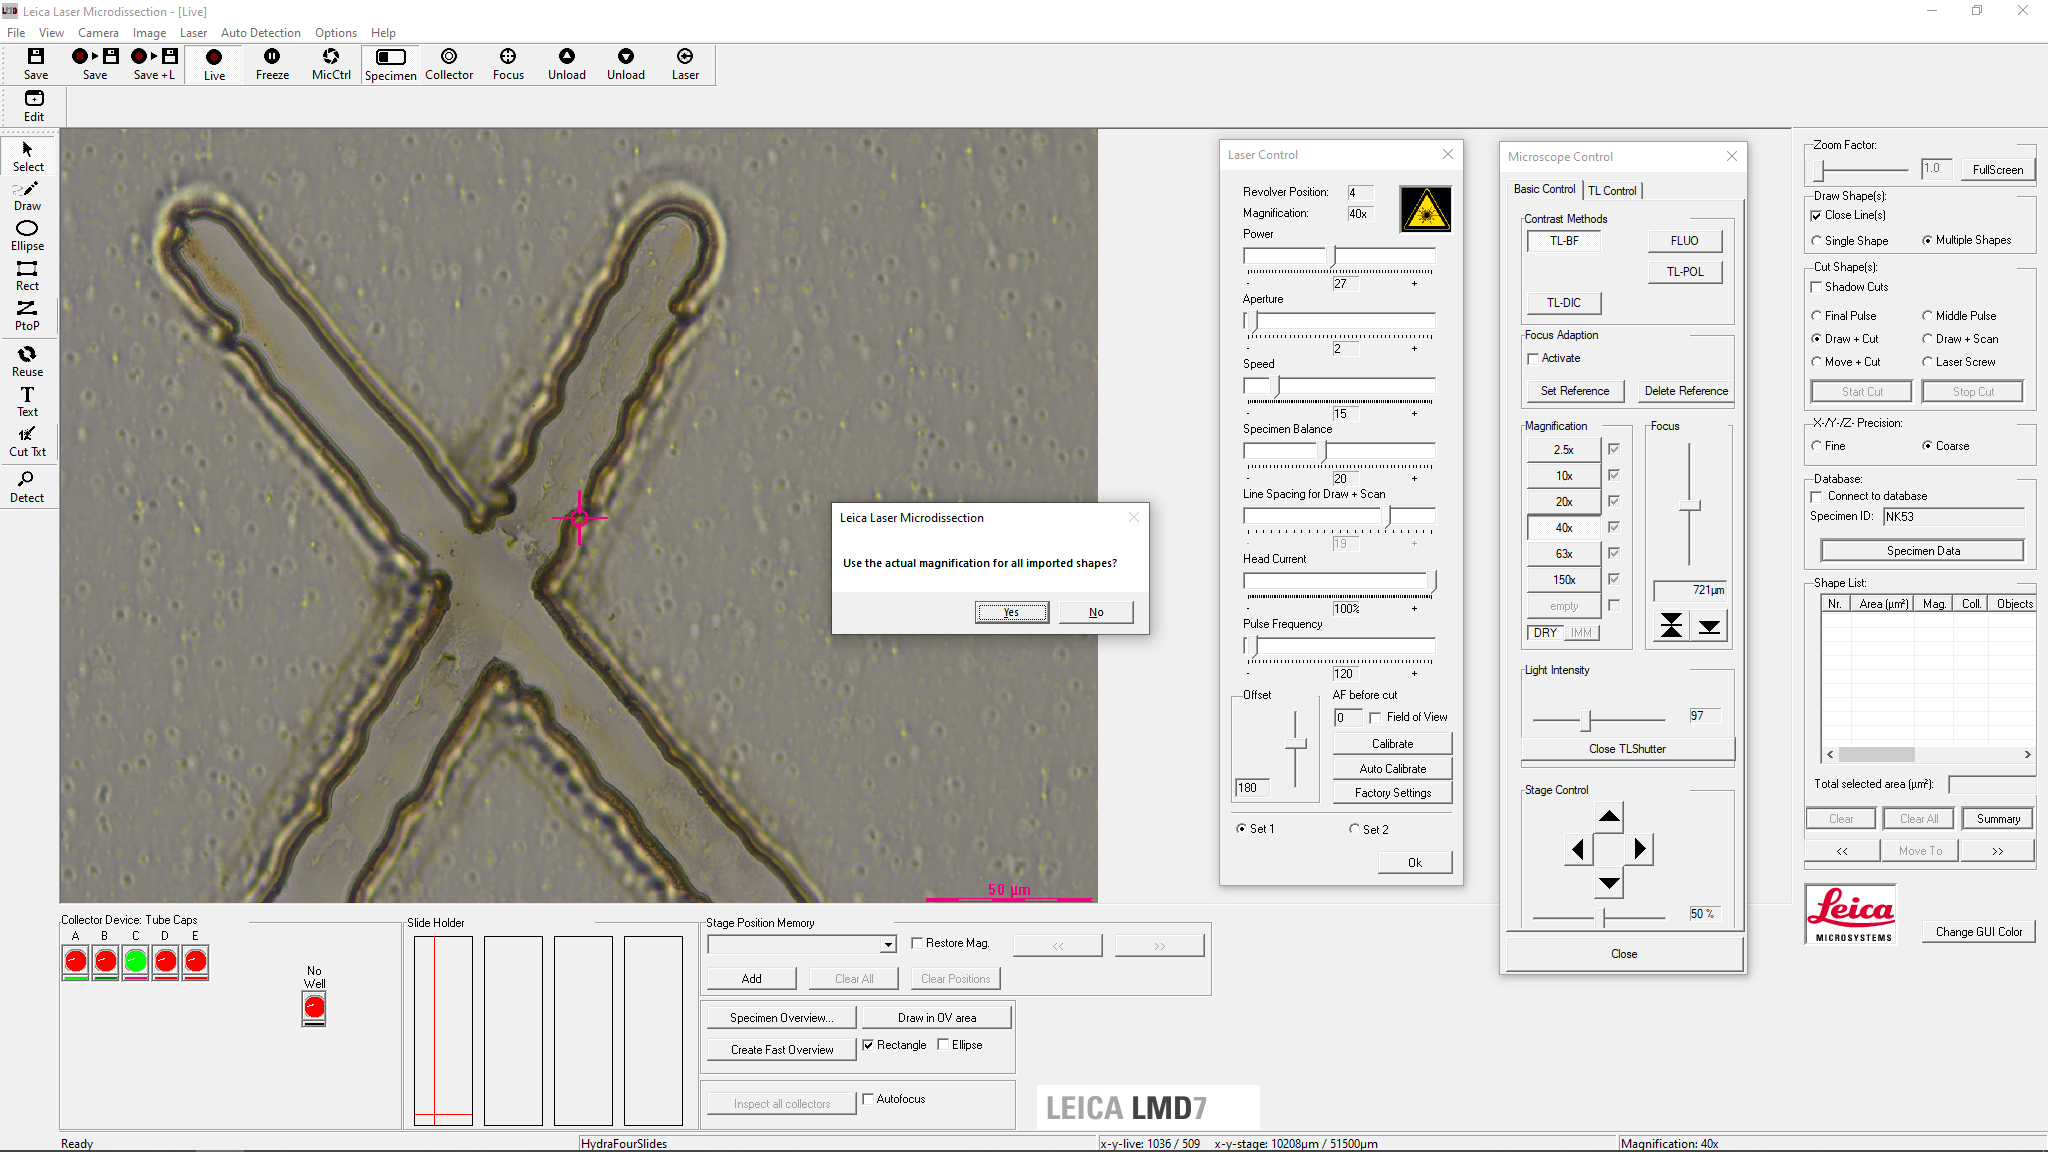 Leica Laser Microdissection - [Live]
File View Camera Image Laser Auto Detection Options Help
Save Save Save +L Live Freeze MicCtrl Specimen Collector Focus Unload Unload Laser
Edit
Select
Draw
Ellipse
Rect
PtoP
Reuse
Text
Cut Txt
Detect
50 µm
Leica Laser Microdissection
Use the actual magnification for all imported shapes?
Yes No
Laser Control
Revolver Position: 4
Magnification: 40x
Power
- 27 +
Aperture
- 2 +
Speed
- 15 +
Specimen Balance
- 20 +
Line Spacing for Draw + Scan
- 19 +
Head Current
- 100% +
Pulse Frequency
- 120 +
Offset
180
AF before cut
0 Field of View
Calibrate
Auto Calibrate
Factory Settings
Set 1 Set 2
Ok
Microscope Control
Basic Control TL Control
Contrast Methods
TL-BF FLUO
TL-POL
TL-DIC
Focus Adaption
Activate
Set Reference Delete Reference
Magnification
2.5x
10x
20x
40x
63x
150x
empty
DRY IMM
Focus
721µm
Light Intensity
97
Close TLShutter
Stage Control
50 %
Close
Zoom Factor:
1.0 FullScreen
Draw Shape(s):
Close Line(s)
Single Shape Multiple Shapes
Cut Shape(s):
Shadow Cuts
Final Pulse Middle Pulse
Draw + Cut Draw + Scan
Move + Cut Laser Screw
Start Cut Stop Cut
X-/Y-/Z- Precision:
Fine Coarse
Database:
Connect to database
Specimen ID: NK53
Specimen Data
Shape List:
Nr. Area (µm²) Mag. Coll. Objects
Total selected area (µm²):
Clear Clear All Summary
<< Move To >>
Leica
MICROSYSTEMS
Change GUI Color
Collector Device: Tube Caps
A B C D E
No
Well
Slide Holder
Stage Position Memory
Restore Mag. << >>
Add Clear All Clear Positions
Specimen Overview... Draw in OV area
Create Fast Overview Rectangle Ellipse
Inspect all collectors Autofocus
LEICA LMD7
Ready HydraFourSlides x-y-live: 1036 / 509 x-y-stage: 10208µm / 51500µm Magnification: 40x